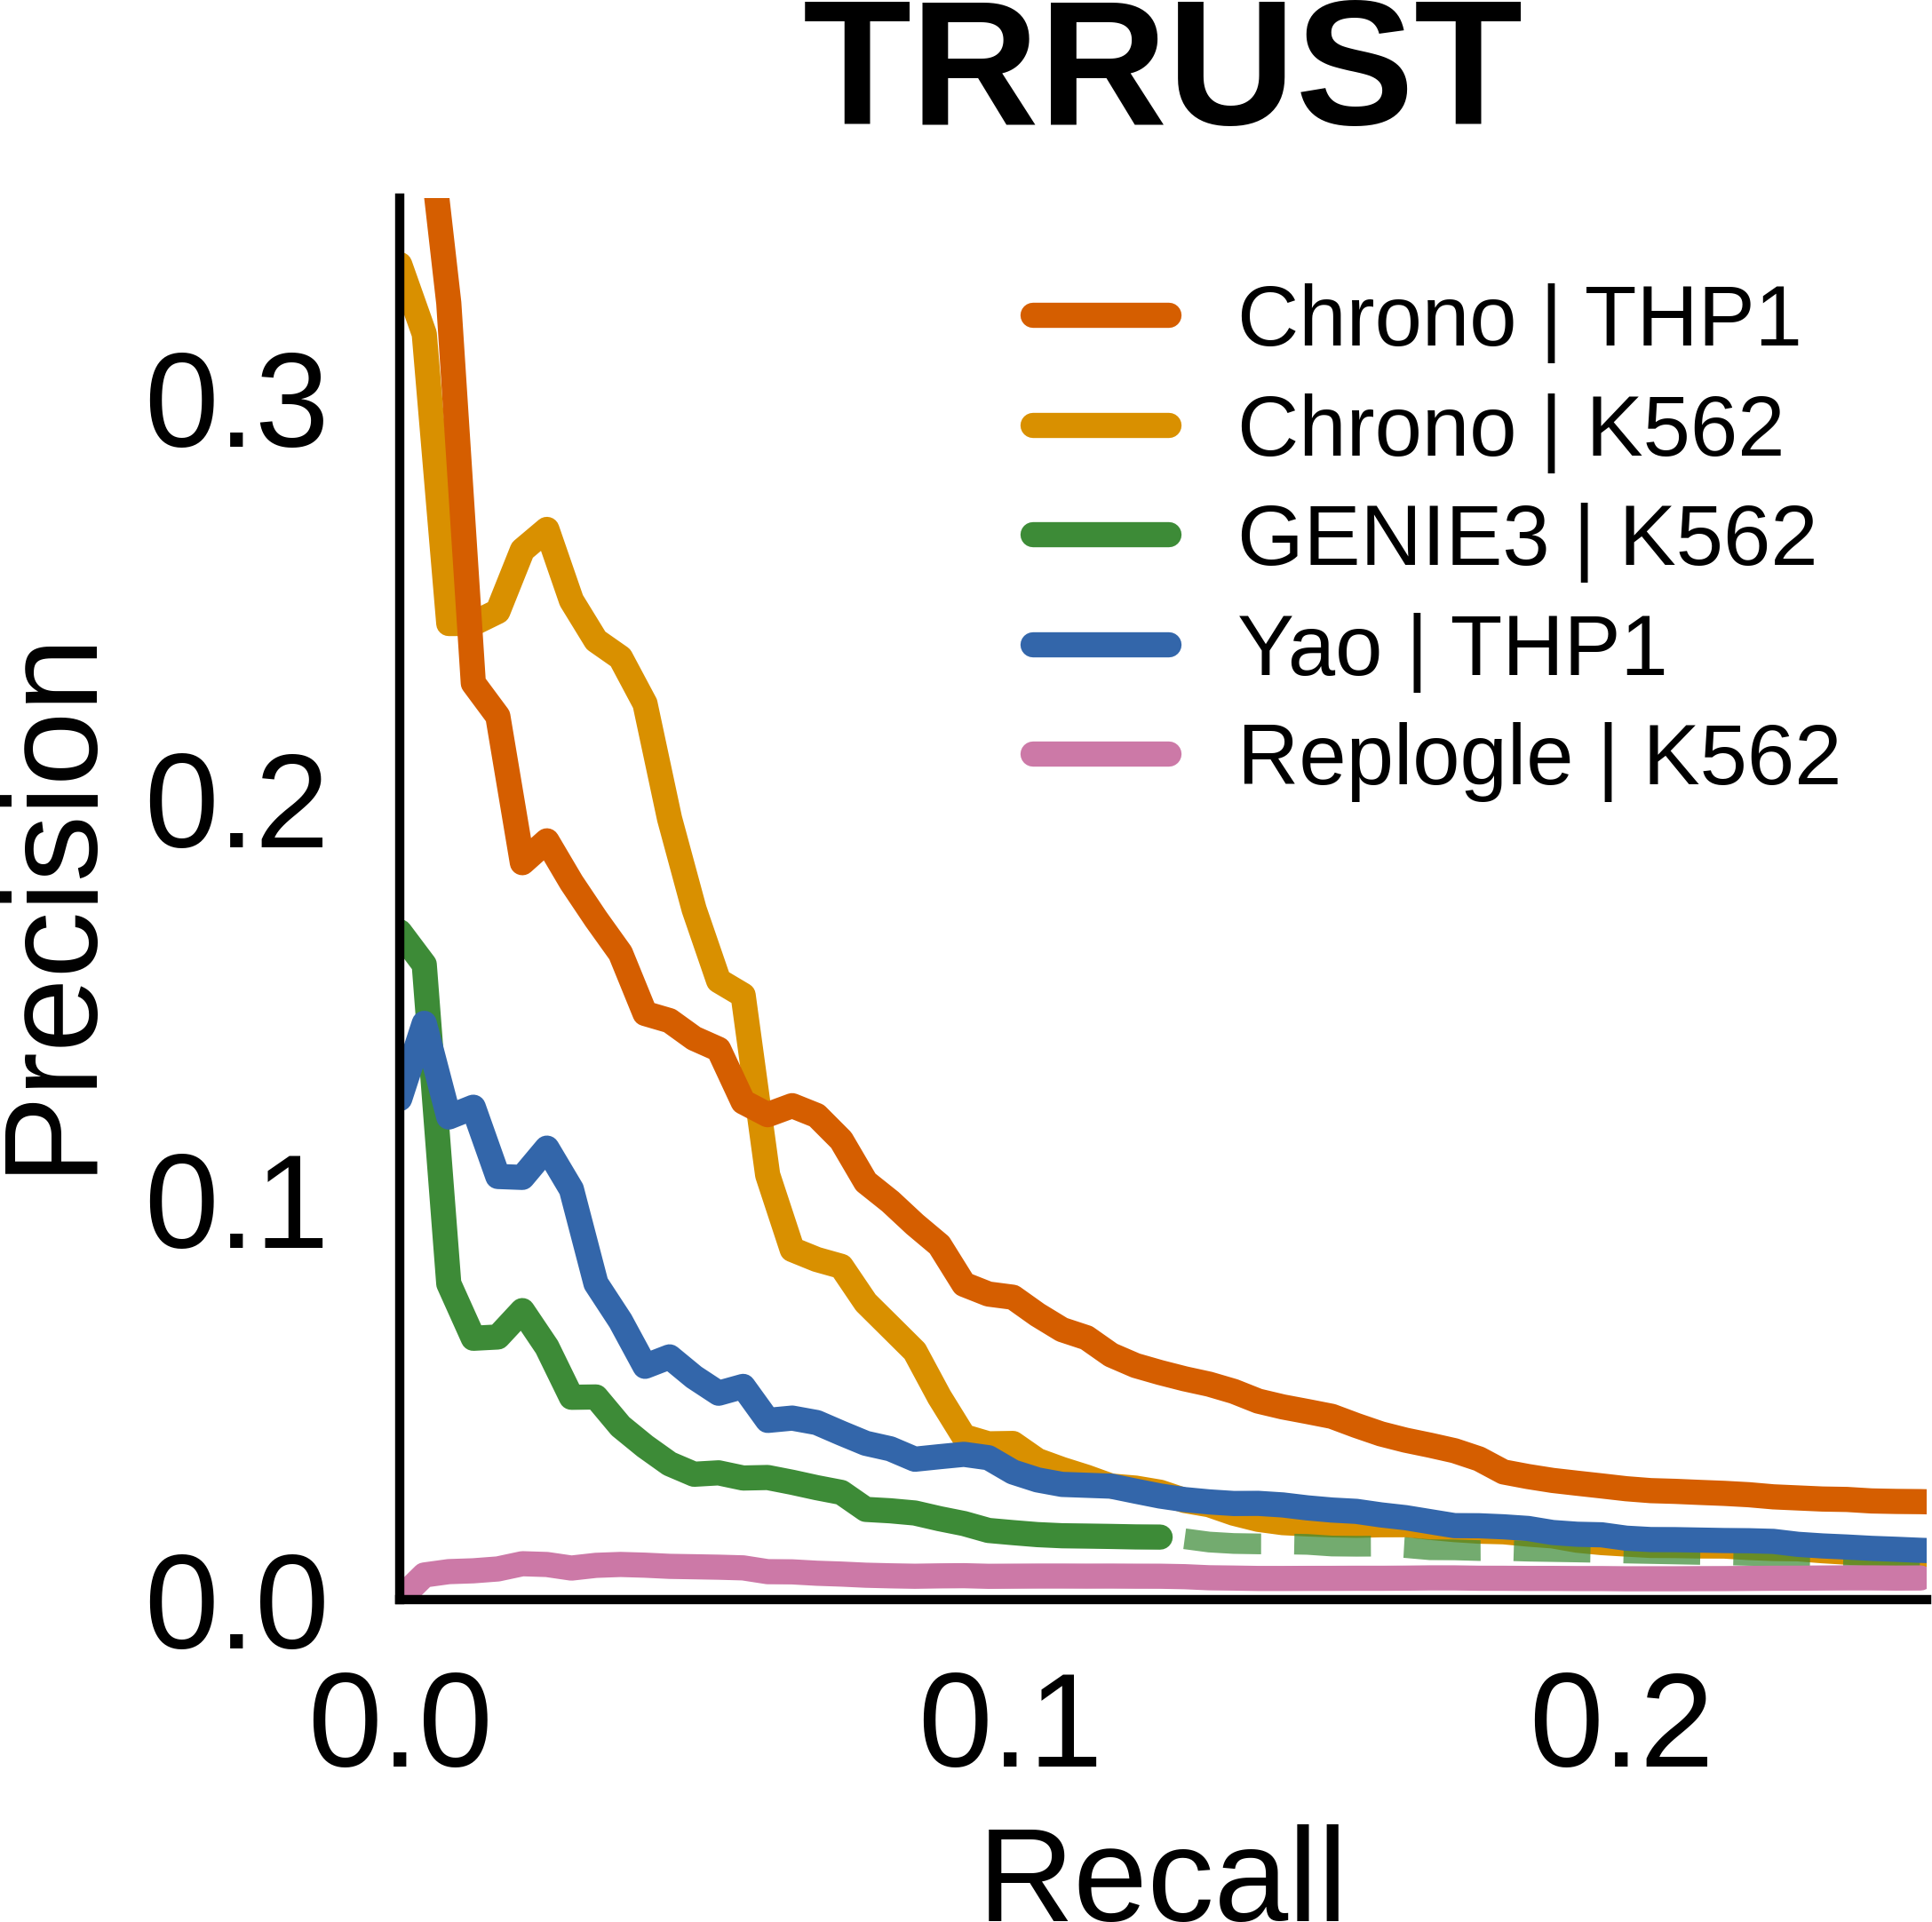 TRRUST
Chrono | THP1
Chrono | K562
GENIE3 | K562
Yao | THP1
Replogle | K562
Precision
0.3
0.2
0.1
0.0
0.0 0.1 0.2
Recall